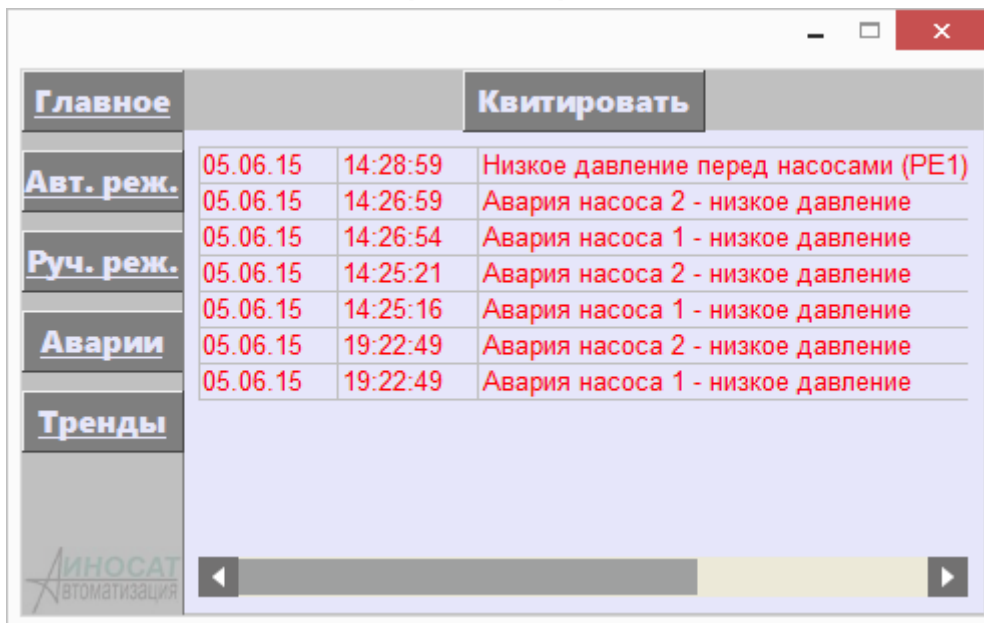 Главное
Квитировать
Авт. реж.
Руч. реж.
Аварии
Тренды
05.06.15 14:28:59 Низкое давление перед насосами (PE1)
05.06.15 14:26:59 Авария насоса 2 - низкое давление
05.06.15 14:26:54 Авария насоса 1 - низкое давление
05.06.15 14:25:21 Авария насоса 2 - низкое давление
05.06.15 14:25:16 Авария насоса 1 - низкое давление
05.06.15 19:22:49 Авария насоса 2 - низкое давление
05.06.15 19:22:49 Авария насоса 1 - низкое давление
ИНОСАТ
Автоматизация